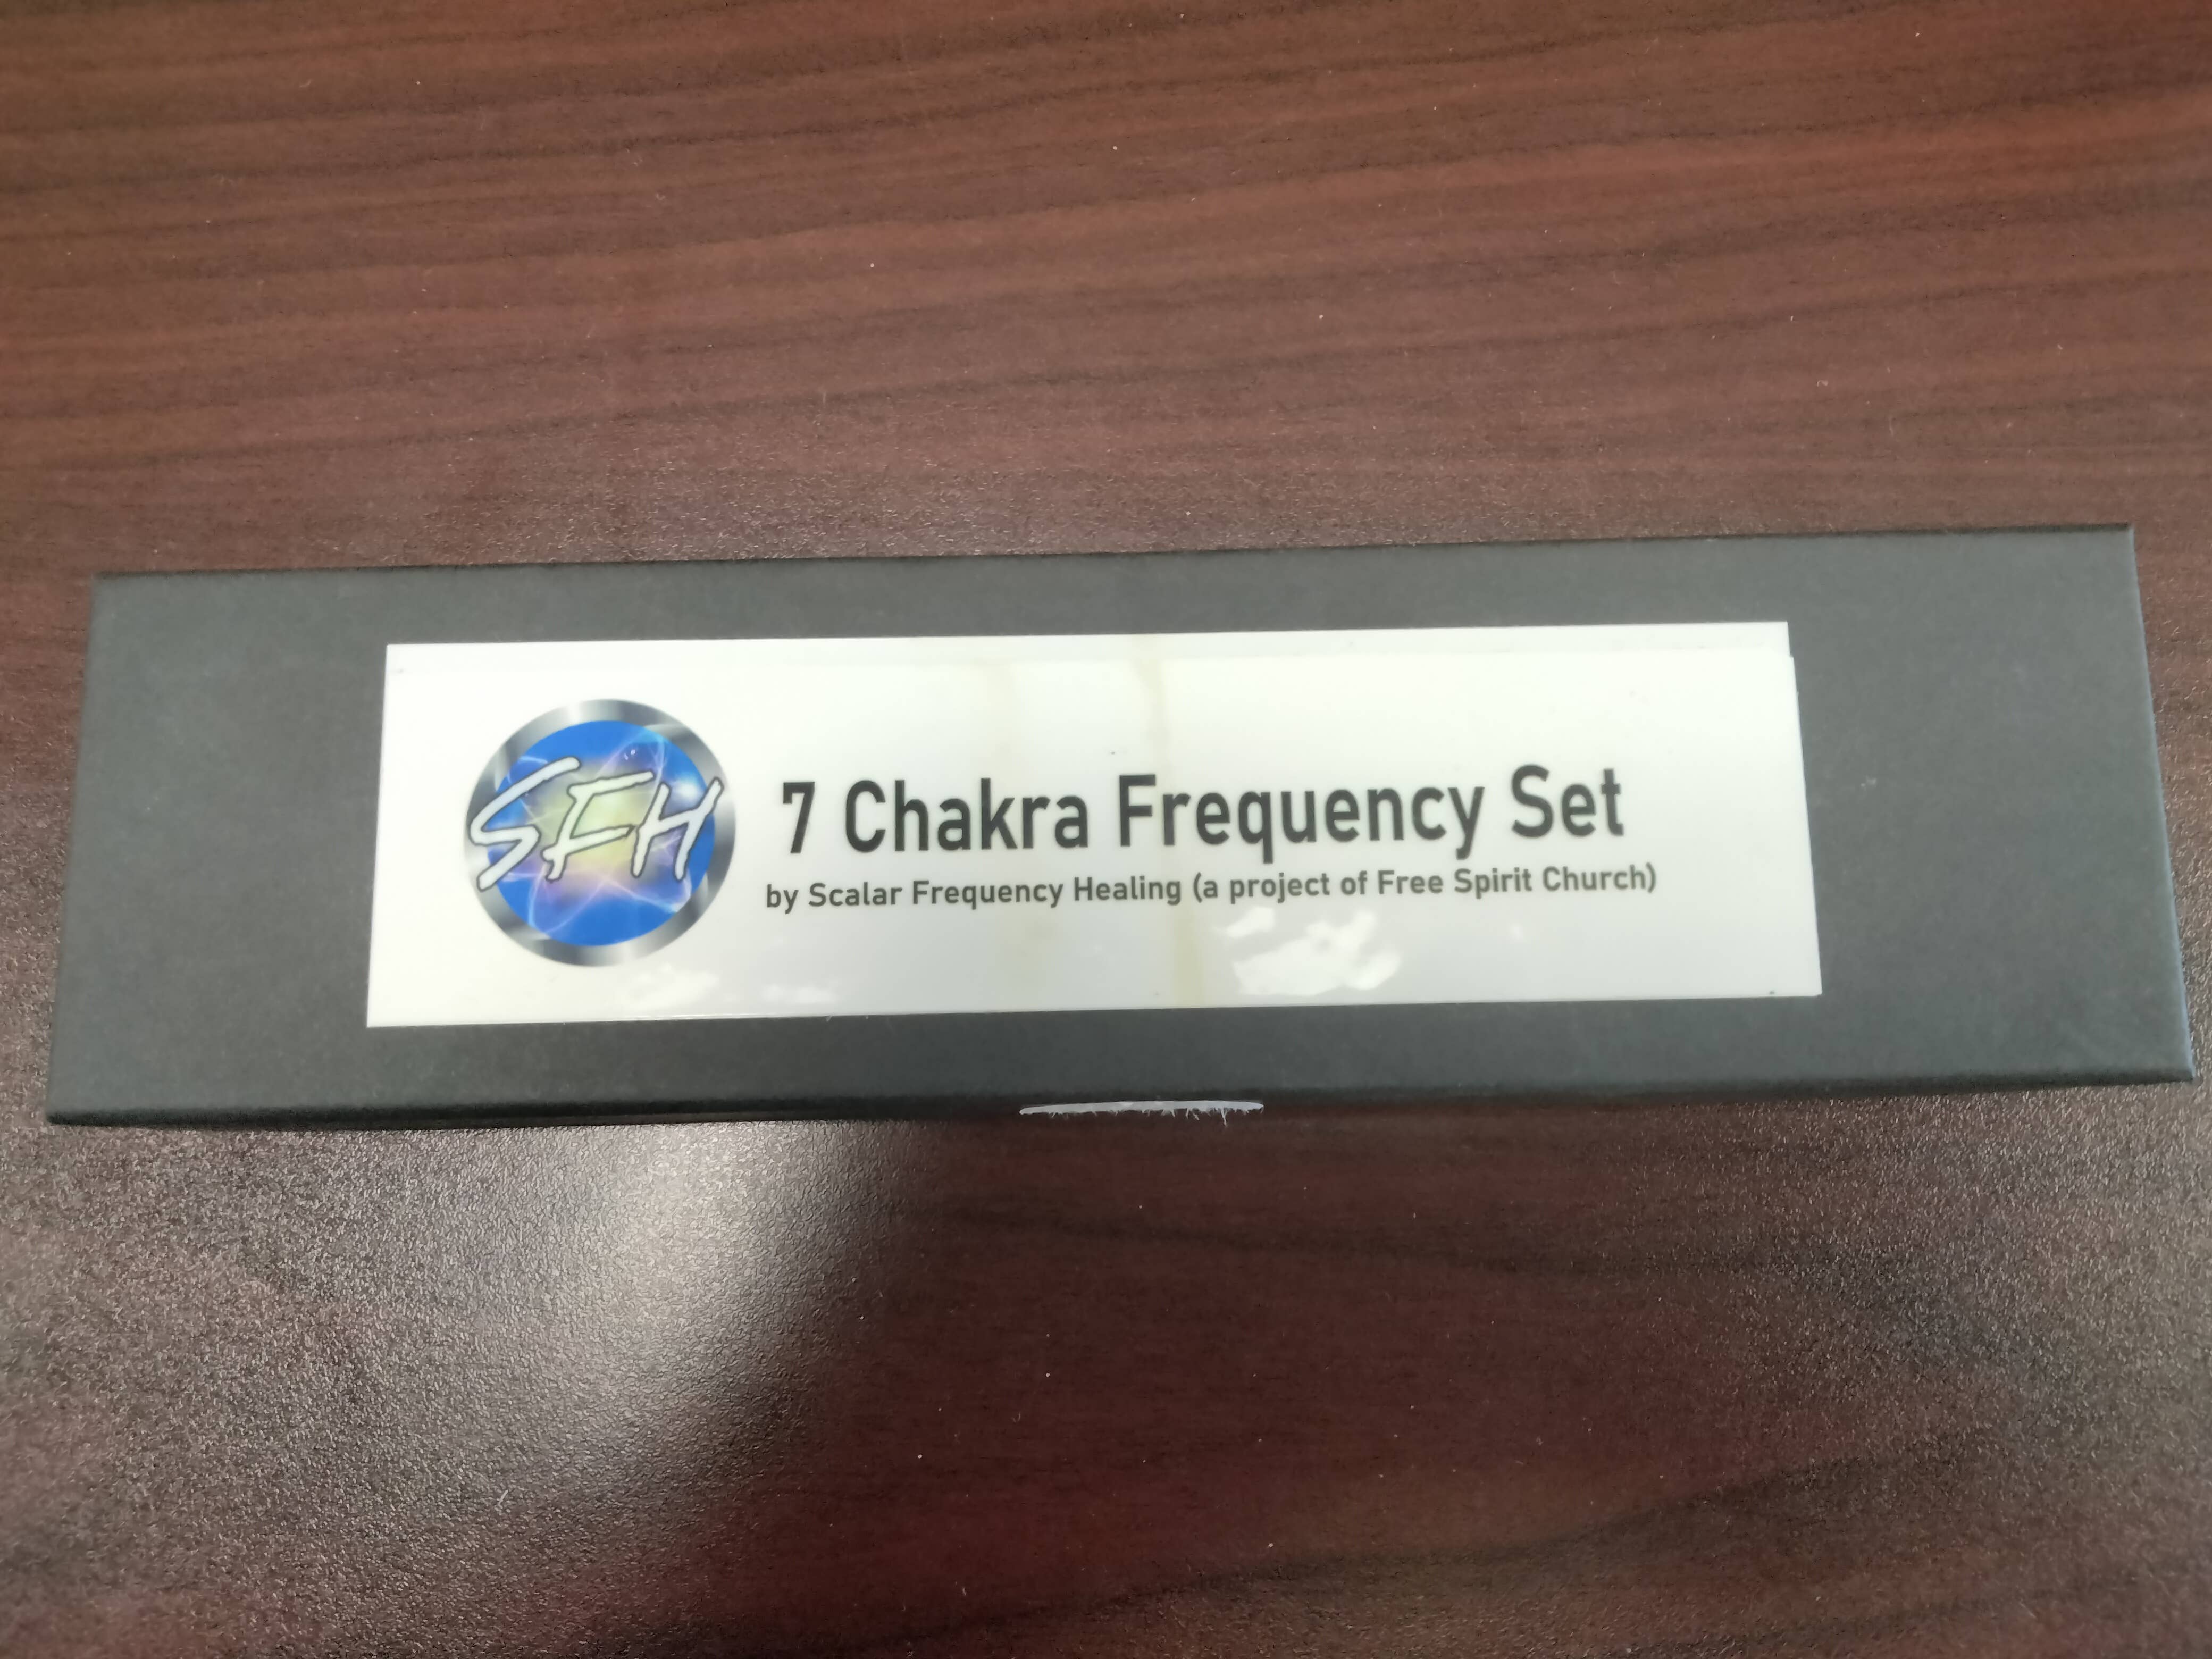 SFH
7 Chakra Frequency Set
by Scalar Frequency Healing (a project of Free Spirit Church)